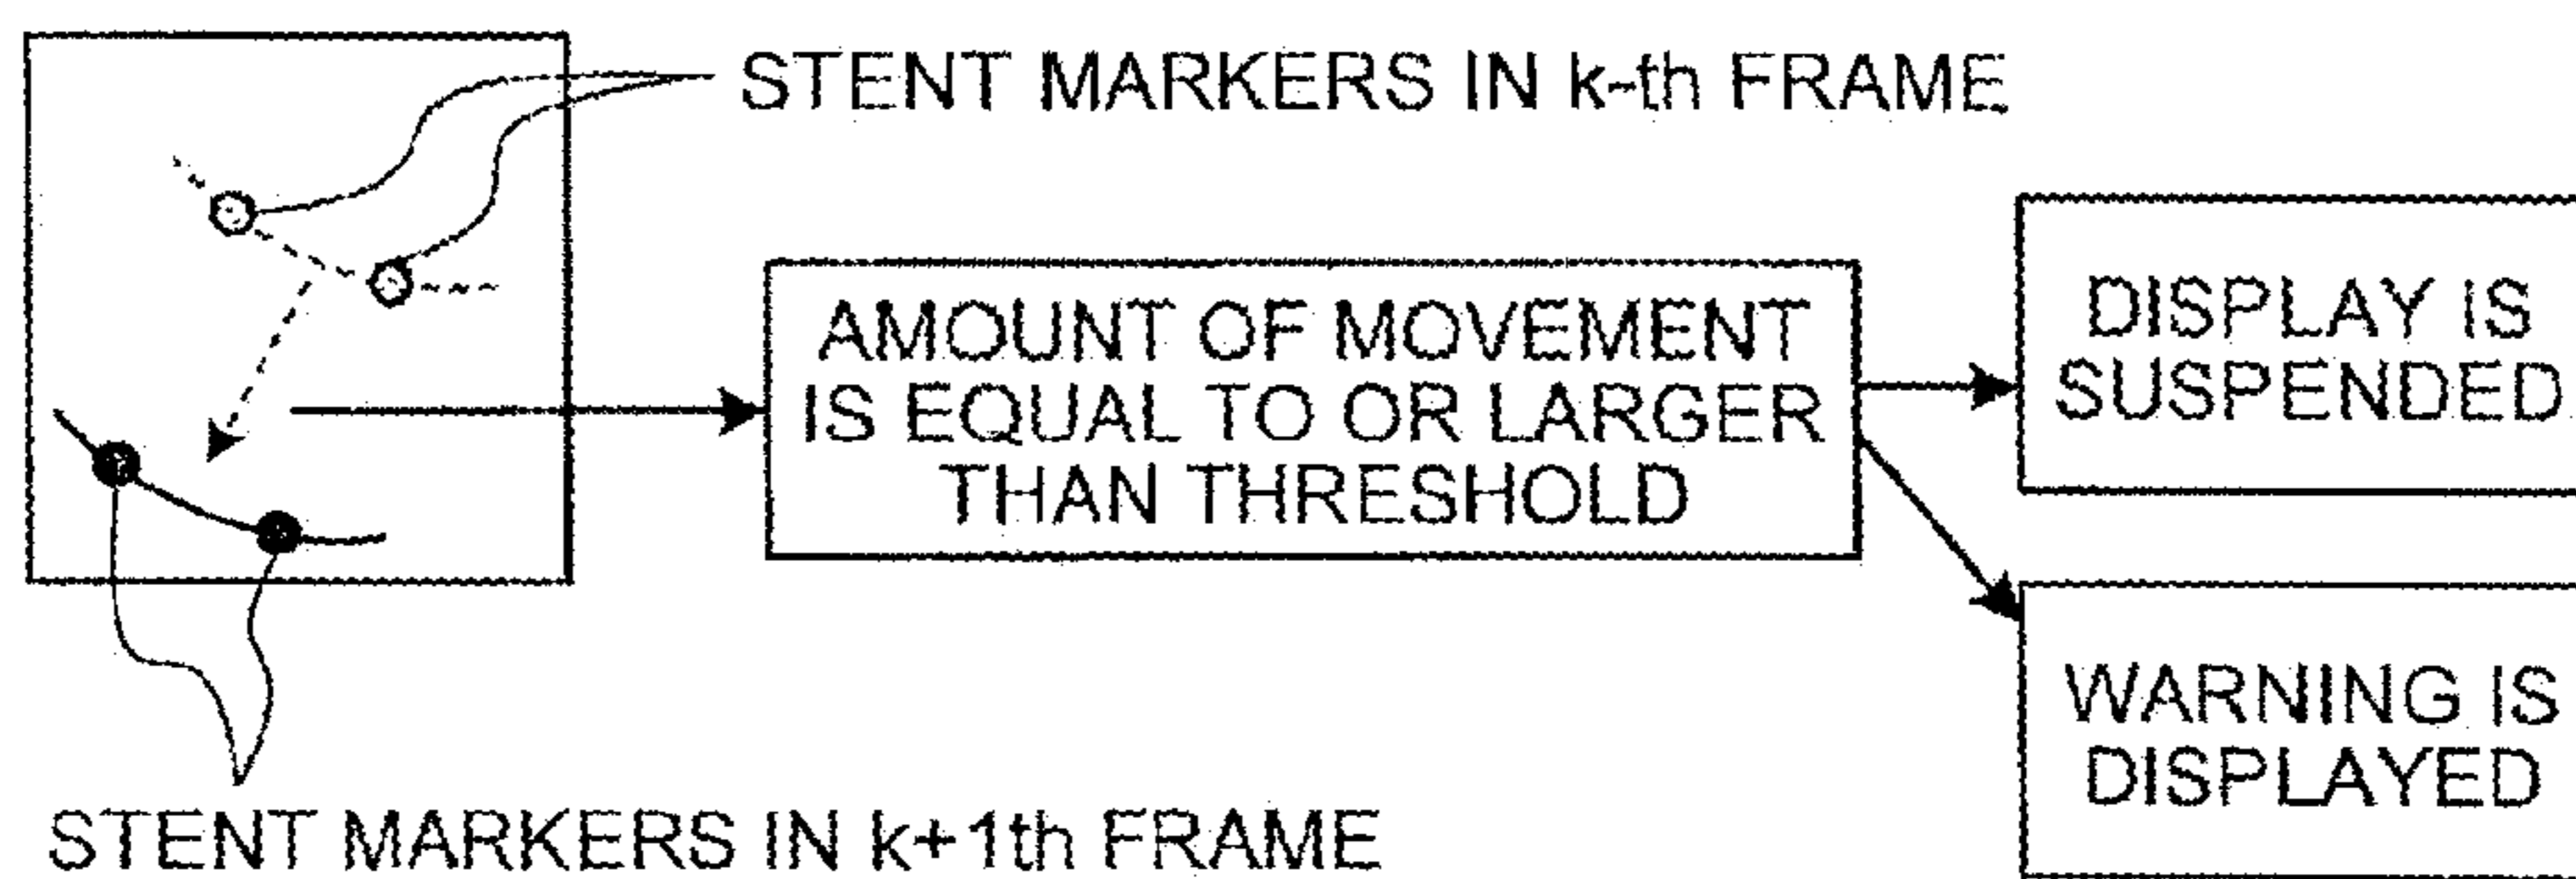 STENT MARKERS IN k-th FRAME
AMOUNT OF MOVEMENT
IS EQUAL TO OR LARGER
THAN THRESHOLD
DISPLAY IS
SUSPENDED
WARNING IS
DISPLAYED
STENT MARKERS IN k+1th FRAME